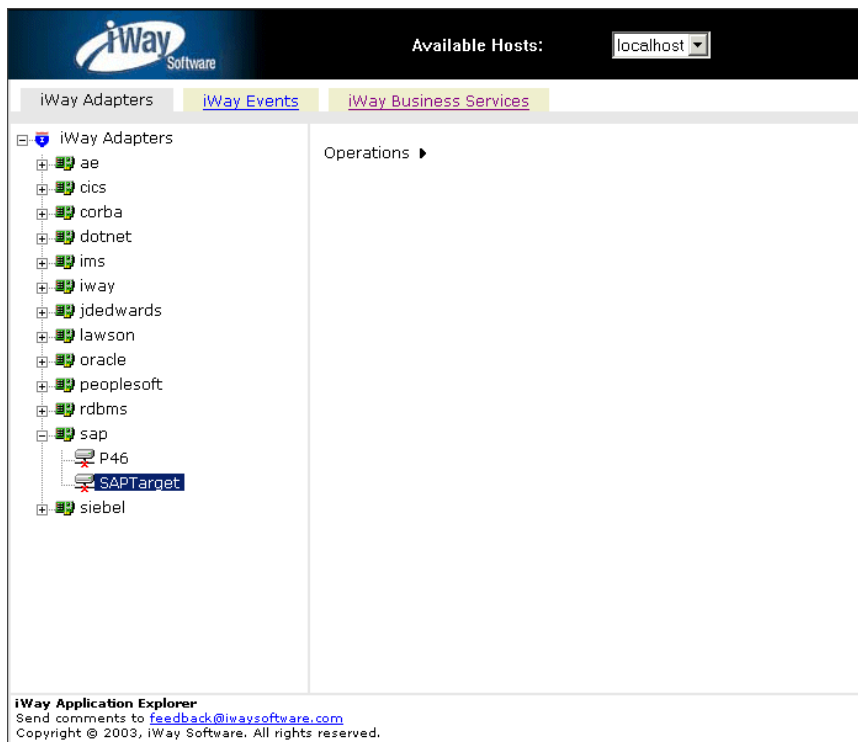 iWay
Software
Available Hosts:
localhost
iWay Adapters
iWay Events
iWay Business Services
iWay Adapters
ae
cics
corba
dotnet
ims
iway
jdedwards
lawson
oracle
peoplesoft
rdbms
sap
P46
SAPTarget
siebel
Operations
iWay Application Explorer
Send comments to feedback@iwaysoftware.com
Copyright © 2003, iWay Software. All rights reserved.